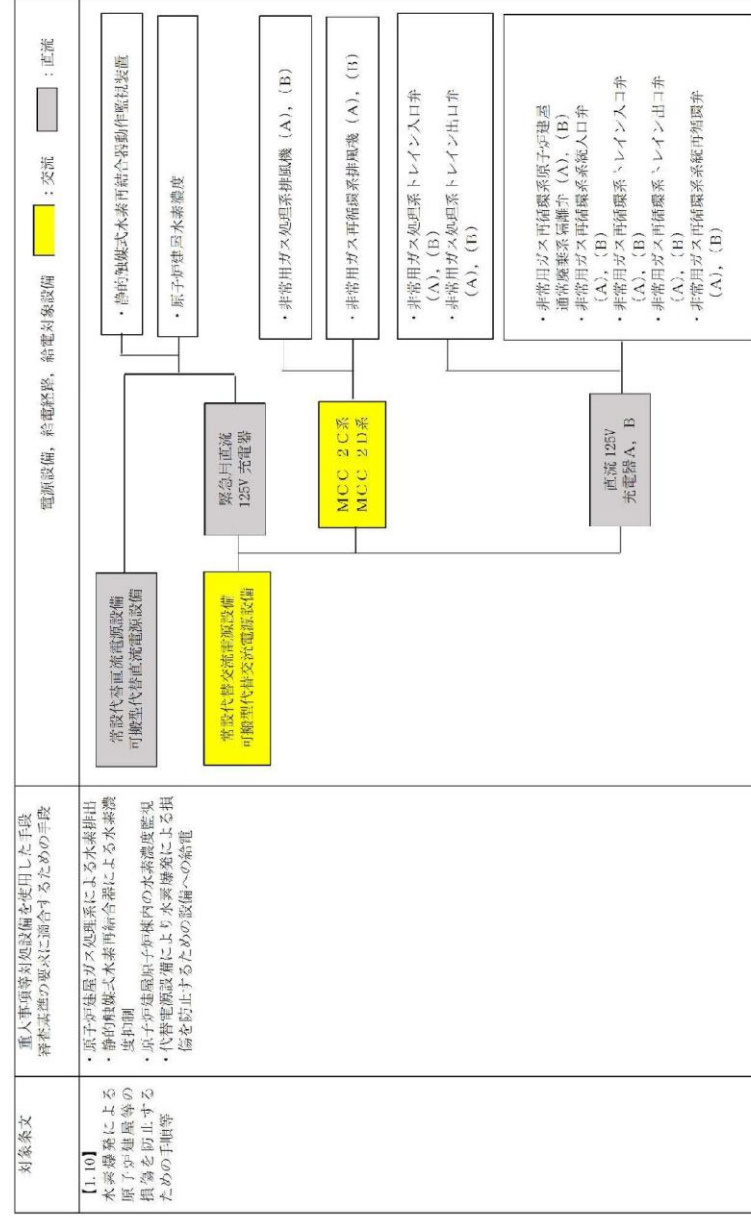 対象条文
重大事項等対処設備を使用した手段
審査基準の要求に適合するための手段
電源設備，給電経路，給電対象設備
：交流
：直流
【1.10】
水素爆発による
原子炉建屋等の
損傷を防止する
ための手順等
・原子炉建屋ガス処理系による水素排出
・静的触媒式水素再結合器による水素濃
度抑制
・原子炉建屋原子炉棟内の水素濃度監視
・代替電源設備により水素爆発による損
傷を防止するための設備への給電
常設代替直流電源設備
可搬型代替直流電源設備
常設代替交流電源設備
可搬型代替交流電源設備
緊急用直流
125V 充電器
MCC 2C系
MCC 2D系
直流 125V
充電器A，B
・静的触媒式水素再結合器動作監視装置
・原子炉建屋水素濃度
・非常用ガス処理系排風機（A），（B）
・非常用ガス再循環系排風機（A），（B）
・非常用ガス処理系トレイン入口弁
（A），（B）
・非常用ガス処理系トレイン出口弁
（A），（B）
・非常用ガス再循環系原子炉建屋
通常廃棄系隔離弁（A），（B）
・非常用ガス再循環系系統入口弁
（A），（B）
・非常用ガス再循環系トレイン入口弁
（A），（B）
・非常用ガス再循環系トレイン出口弁
（A），（B）
・非常用ガス再循環系系統再循環弁
（A），（B）